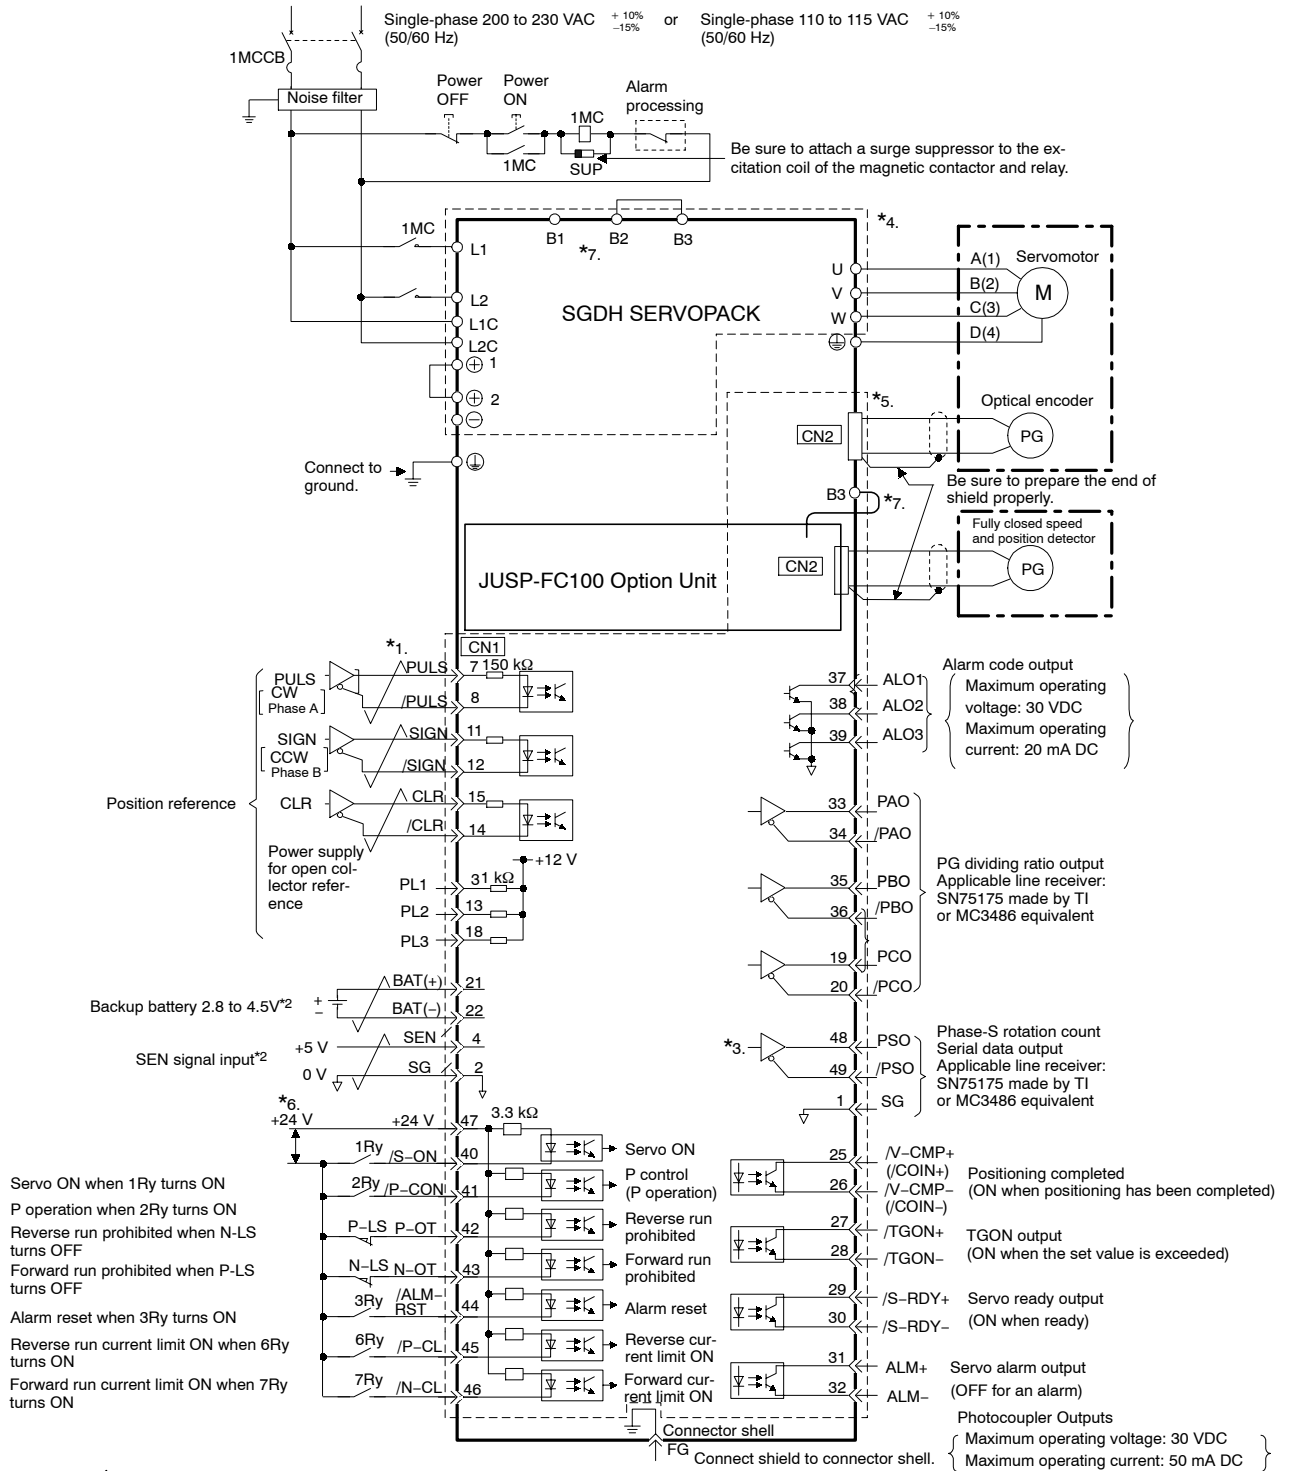 Single-phase 200 to 230 VAC + 10% −15% or Single-phase 110 to 115 VAC + 10% −15%
(50/60 Hz) (50/60 Hz)
1MCCB
Noise filter
Power OFF
Power ON
Alarm processing
1MC
1MC
SUP
Be sure to attach a surge suppressor to the ex-
citation coil of the magnetic contactor and relay.
B1 B2 B3
*7.
*4.
1MC
L1
L2
L1C
L2C
1
2
SGDH SERVOPACK
U
V
W
A(1)
B(2)
C(3)
D(4)
Servomotor
M
Optical encoder
*5.
CN2
PG
Connect to
ground.
B3
*7.
Be sure to prepare the end of
shield properly.
Fully closed speed
and position detector
JUSP-FC100 Option Unit
CN2
PG
*1.
CN1
Position reference
PULS
CW
Phase A
PULS 7 150 kΩ
/PULS 8
SIGN
CCW
Phase B
SIGN 11
/SIGN 12
CLR
CLR 15
/CLR 14
Power supply
for open col-
lector refer-
ence
+12 V
PL1 3 1 kΩ
PL2 13
PL3 18
Backup battery 2.8 to 4.5V*2
+
−
BAT(+) 21
BAT(−) 22
SEN signal input*2
+5 V SEN 4
0 V SG 2
*6.
+24 V +24 V 47 3.3 kΩ
1Ry /S−ON 40 Servo ON
2Ry /P−CON 41 P control
(P operation)
P−LS P−OT 42 Reverse run
prohibited
N−LS N−OT 43 Forward run
prohibited
3Ry /ALM−
RST 44 Alarm reset
6Ry /P−CL 45 Reverse cur-
rent limit ON
7Ry /N−CL 46 Forward cur-
rent limit ON
Servo ON when 1Ry turns ON
P operation when 2Ry turns ON
Reverse run prohibited when N-LS
turns OFF
Forward run prohibited when P-LS
turns OFF
Alarm reset when 3Ry turns ON
Reverse run current limit ON when 6Ry
turns ON
Forward run current limit ON when 7Ry
turns ON
37 ALO1
38 ALO2
39 ALO3
Alarm code output
Maximum operating
voltage: 30 VDC
Maximum operating
current: 20 mA DC
33 PAO
34 /PAO
35 PBO
36 /PBO
19 PCO
20 /PCO
PG dividing ratio output
Applicable line receiver:
SN75175 made by TI
or MC3486 equivalent
*3.
48 PSO
49 /PSO
1 SG
Phase-S rotation count
Serial data output
Applicable line receiver:
SN75175 made by TI
or MC3486 equivalent
25 /V−CMP+
(/COIN+)
26 /V−CMP−
(/COIN−)
Positioning completed
(ON when positioning has been completed)
27 /TGON+
28 /TGON−
TGON output
(ON when the set value is exceeded)
29 /S−RDY+
30 /S−RDY−
Servo ready output
(ON when ready)
31 ALM+
32 ALM−
Servo alarm output
(OFF for an alarm)
Connector shell
FG
Connect shield to connector shell.
Photocoupler Outputs
Maximum operating voltage: 30 VDC
Maximum operating current: 50 mA DC